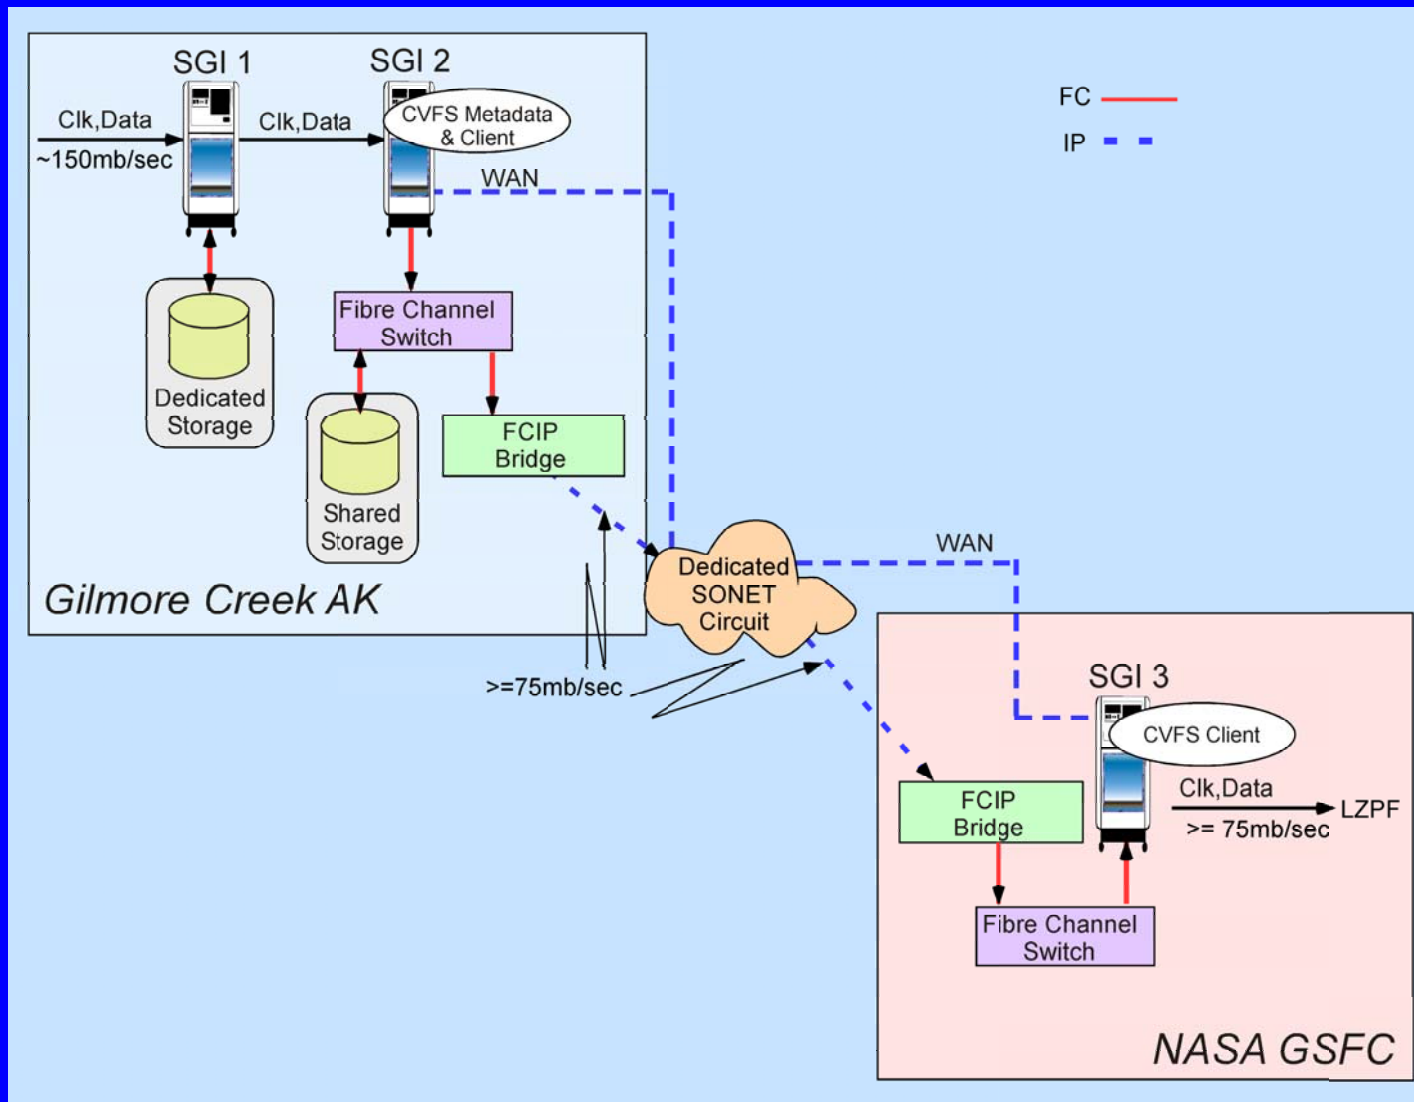 SGI 1
SGI 2
Clk,Data
~150mb/sec
Clk,Data
CVFS Metadata
& Client
WAN
FC
IP
Fibre Channel
Switch
Dedicated
Storage
Shared
Storage
FCIP
Bridge
Gilmore Creek AK
Dedicated
SONET
Circuit
>=75mb/sec
WAN
SGI 3
CVFS Client
Clk,Data
>= 75mb/sec
LZPF
FCIP
Bridge
Fibre Channel
Switch
NASA GSFC